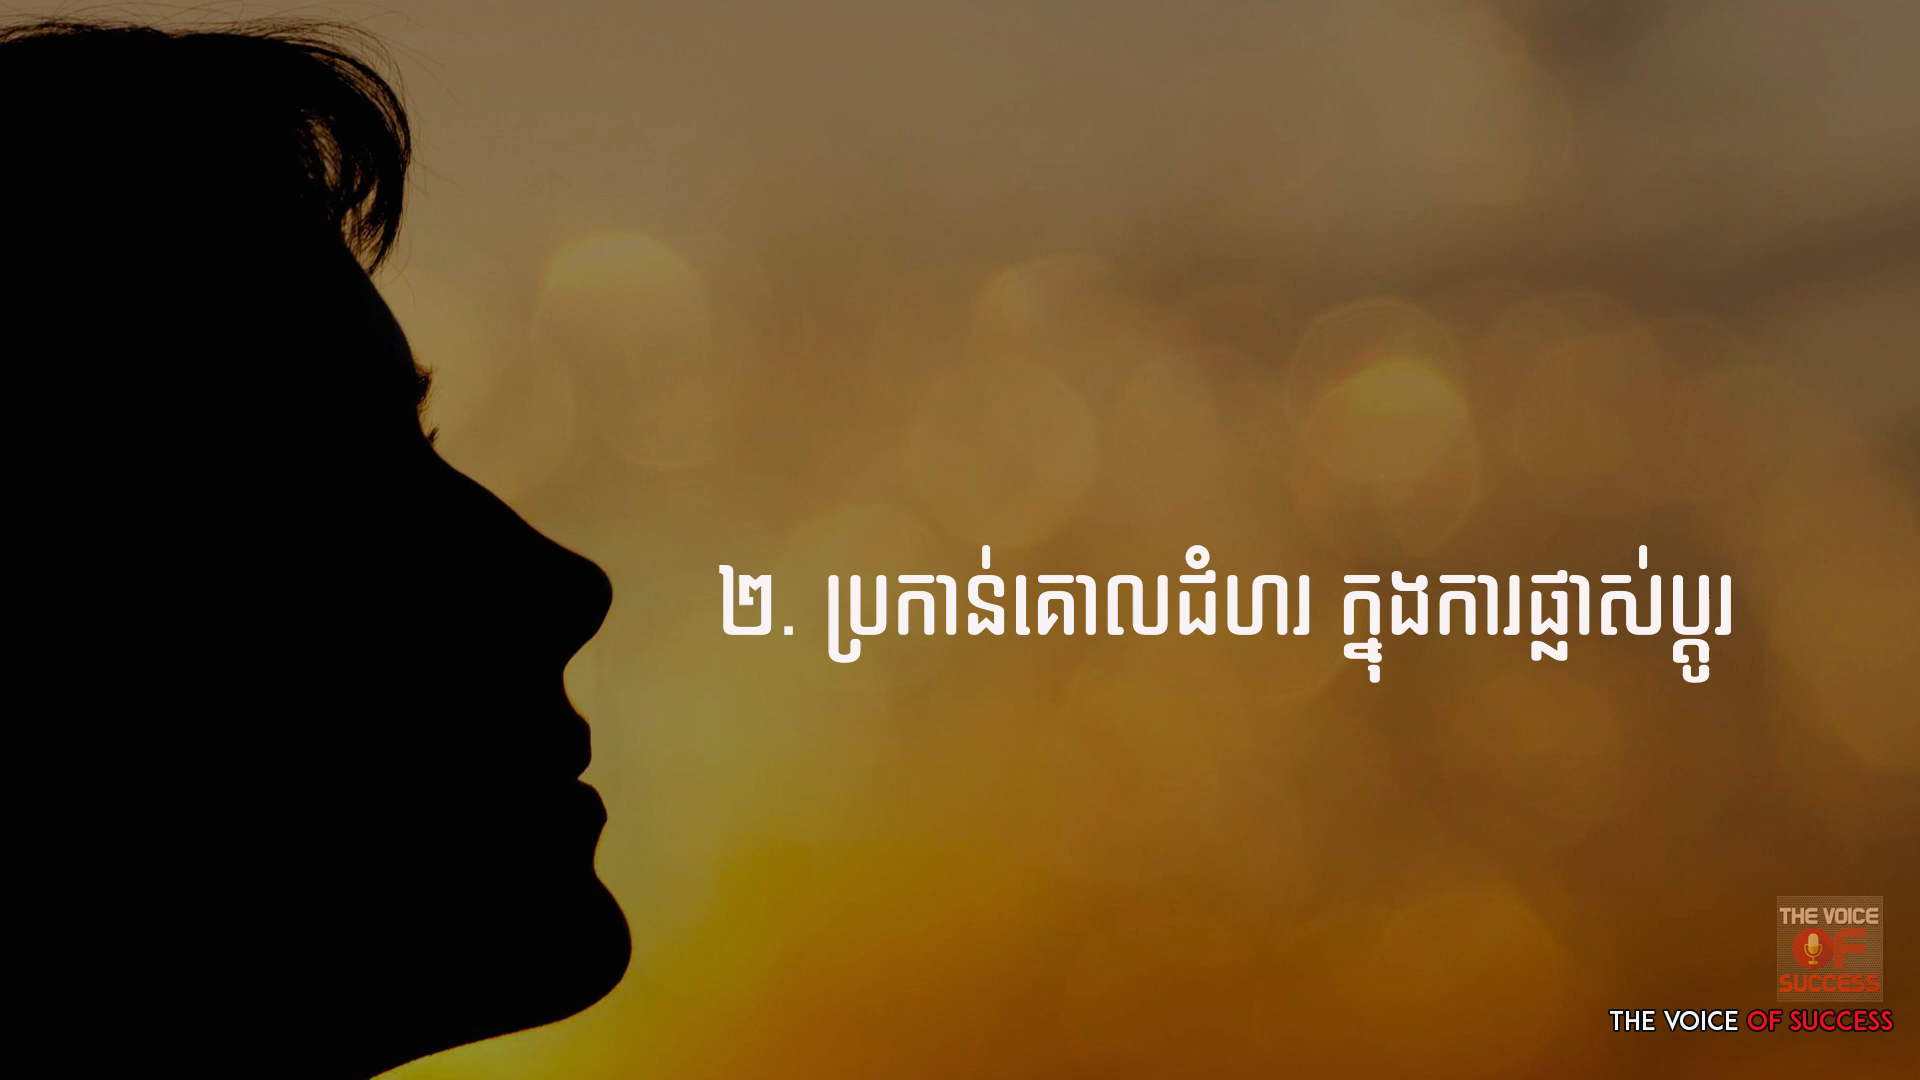 ២. ប្រកាន់គោលជំហរ ក្នុងការផ្លាស់ប្តូរ
THE VOICE
OF
SUCCESS
THE VOICE OF SUCCESS